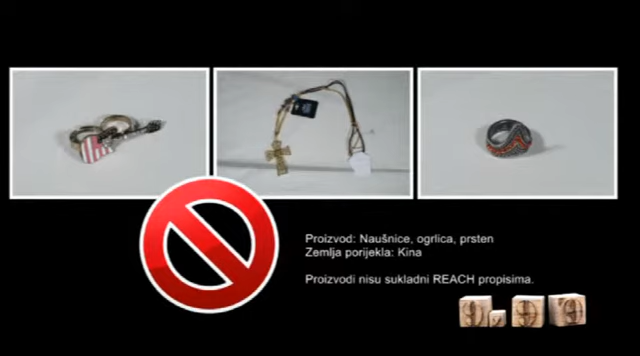 Proizvod: Naušnice, ogrlica, prsten
Zemlja porijekla: Kina
Proizvodi nisu sukladni REACH propisima.